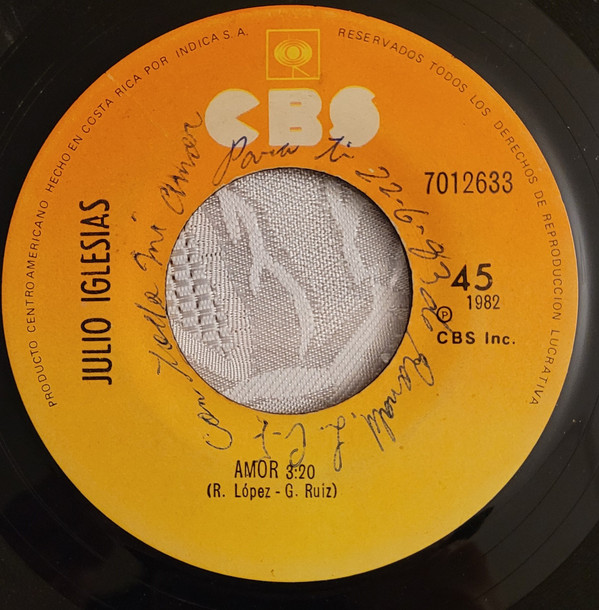 PRODUCTO CENTROAMERICANO HECHO EN COSTA RICA POR INDICA S.A.
RESERVADOS TODOS LOS DERECHOS DE REPRODUCCION LUCRATIVA
CBS
Con todo mi amor
Para ti 22-9-83
7012633
JULIO IGLESIAS
45
1982
Ⓟ
CBS Inc.
AMOR 3:20
(R. López - G. Ruiz)